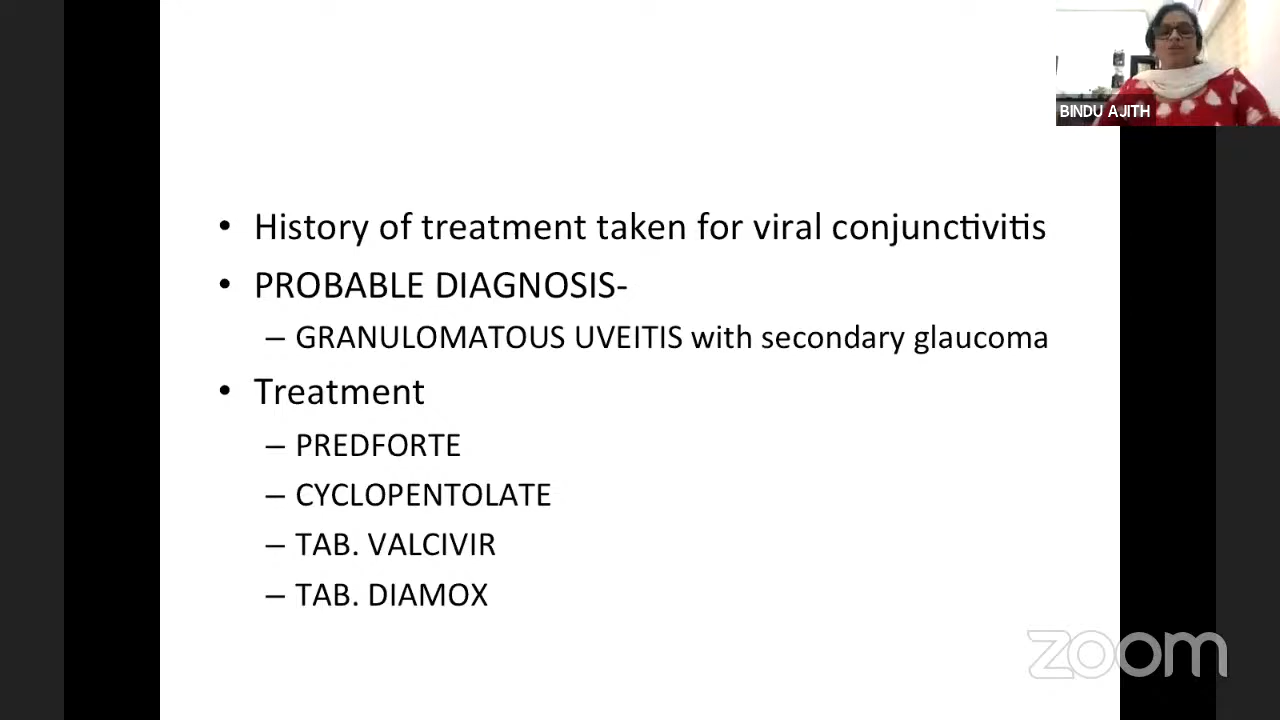 BINDU AJITH
• History of treatment taken for viral conjunctivitis
• PROBABLE DIAGNOSIS-
– GRANULOMATOUS UVEITIS with secondary glaucoma
• Treatment
– PREDFORTE
– CYCLOPENTOLATE
– TAB. VALCIVIR
– TAB. DIAMOX
zoom